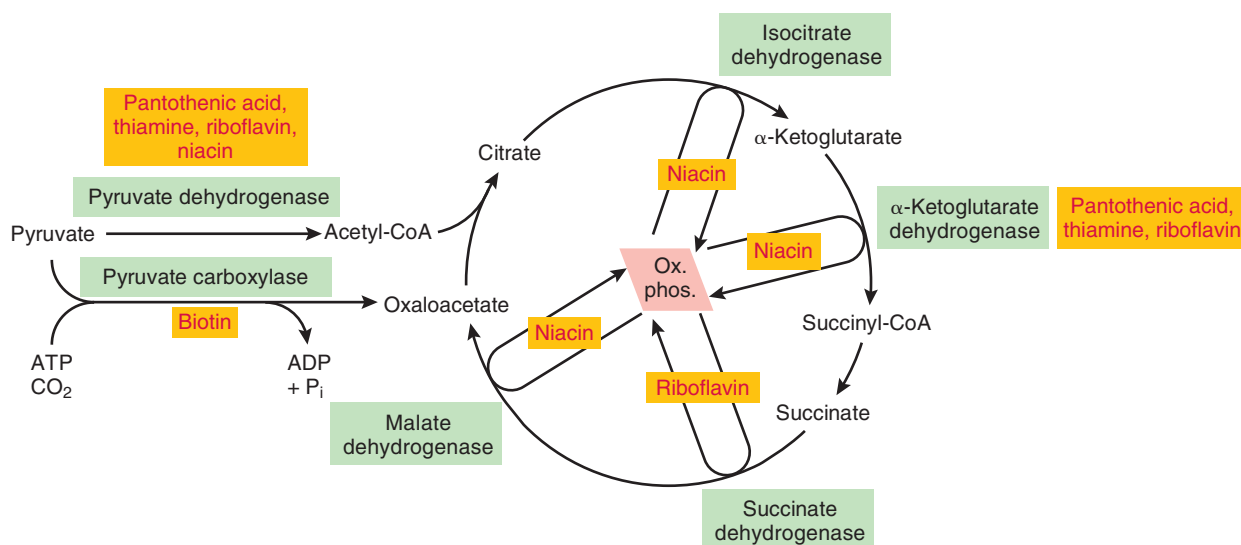 Isocitrate
dehydrogenase
Pantothenic acid,
thiamine, riboflavin,
niacin
Citrate
α-Ketoglutarate
Niacin
Pyruvate dehydrogenase
α-Ketoglutarate
dehydrogenase
Pantothenic acid,
thiamine, riboflavin
Pyruvate
Acetyl-CoA
Niacin
Ox.
phos.
Pyruvate carboxylase
Oxaloacetate
Biotin
Succinyl-CoA
Niacin
ATP
CO2
ADP
+ Pi
Riboflavin
Succinate
Malate
dehydrogenase
Succinate
dehydrogenase